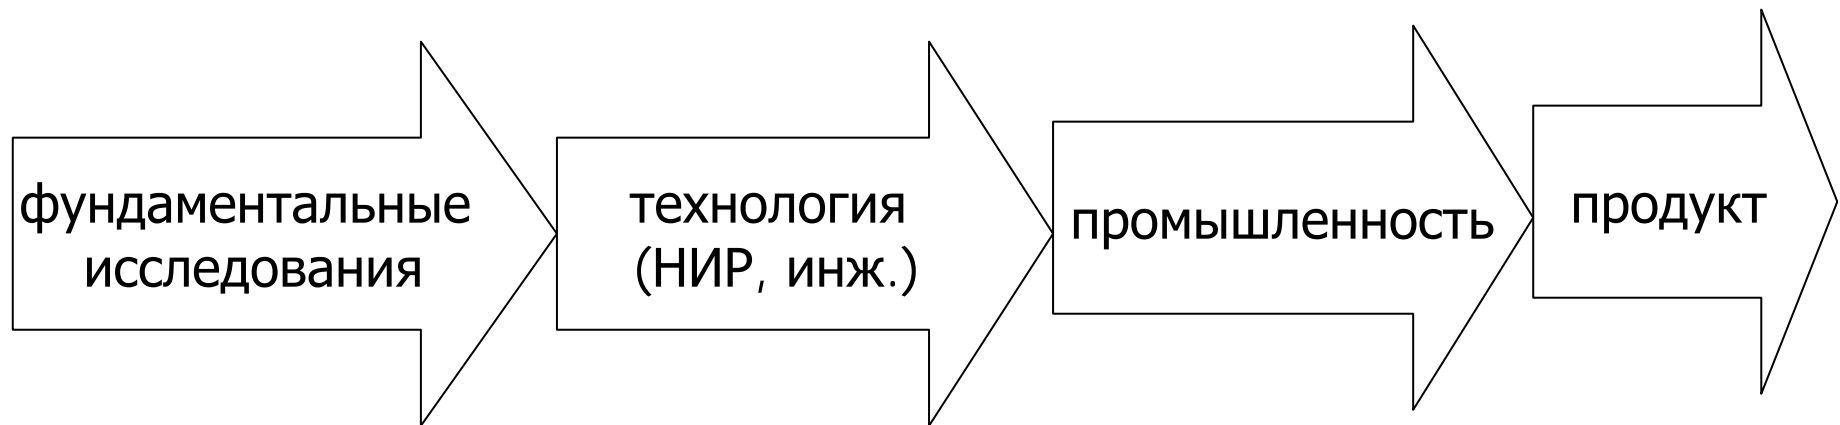 фундаментальные
исследования
технология
(НИР, инж.)
промышленность
продукт